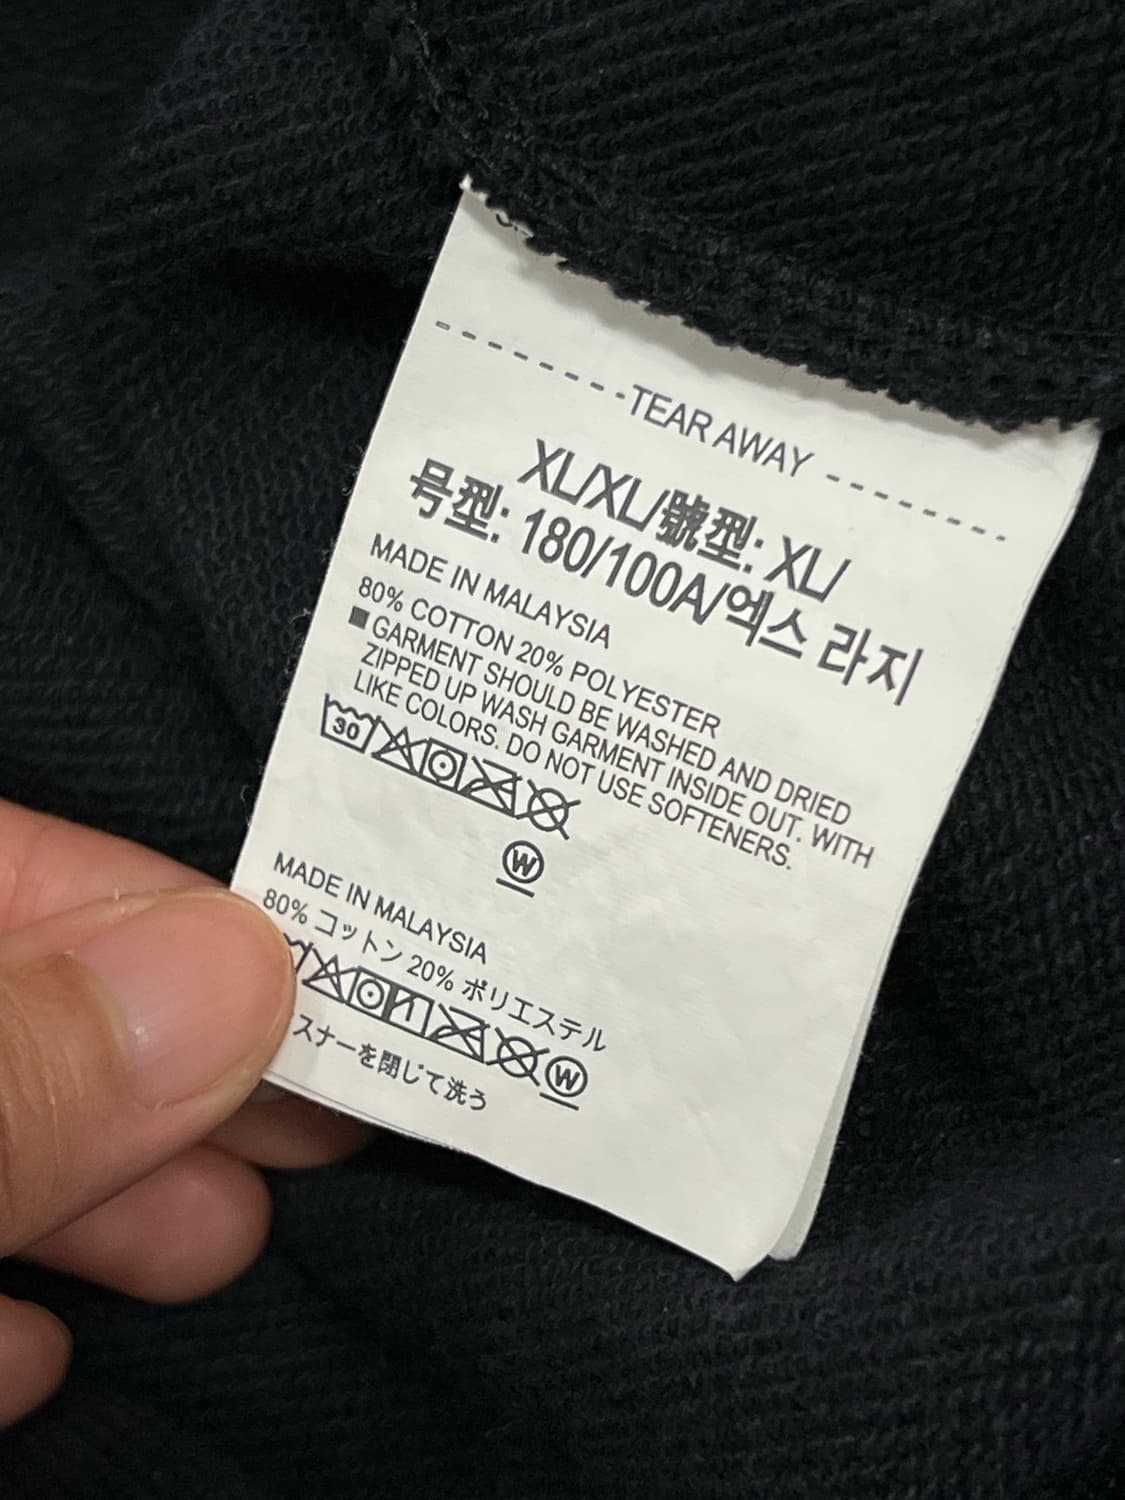 TEAR AWAY
XL/XL/號型: XL/
号型: 180/100A/엑스 라지
MADE IN MALAYSIA
80% COTTON 20% POLYESTER
GARMENT SHOULD BE WASHED AND DRIED
ZIPPED UP WASH GARMENT INSIDE OUT. WITH
LIKE COLORS. DO NOT USE SOFTENERS.
30
W
MADE IN MALAYSIA
80% コットン 20% ポリエステル
W
スナーを閉じて洗う